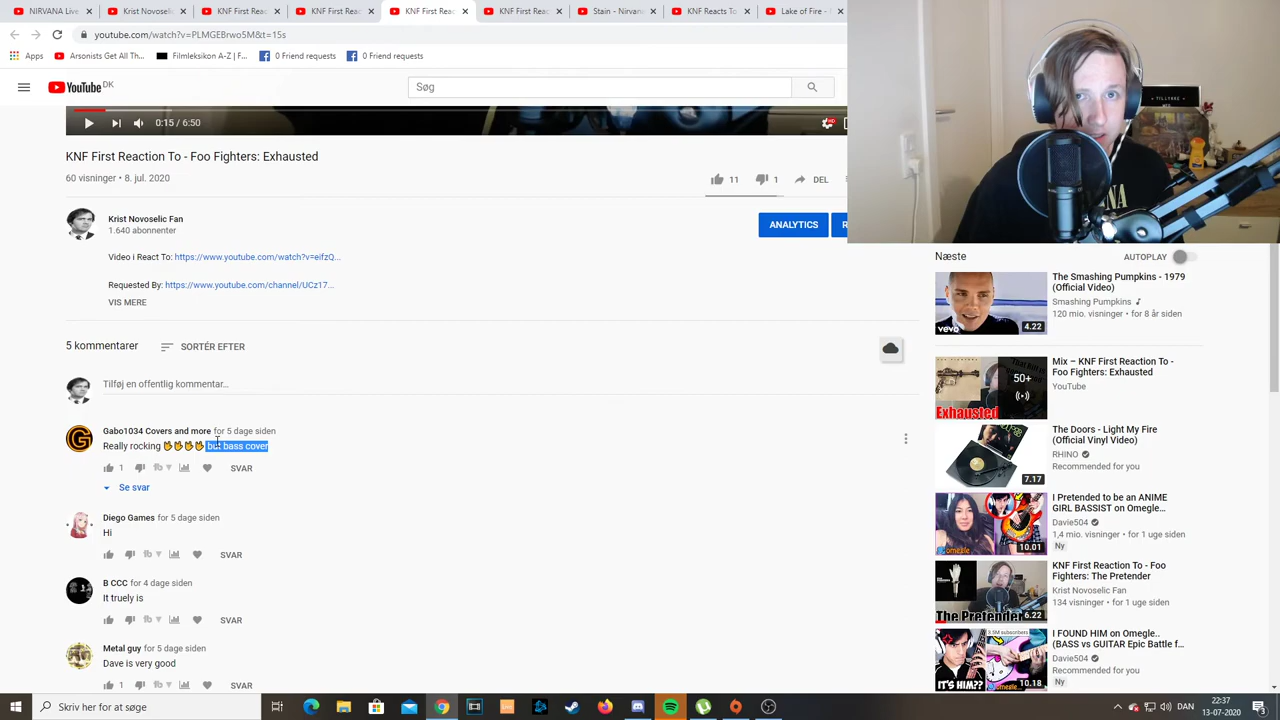 NIRVANA Live
KNF First React
KNF Reacts
KNF First React
KNF First React
Stain - Nirvana
KNF Reacts To
Lake of Fire - N
youtube.com/watch?v=PLMGEBrwo5M&t=15s
Apps
Arsonists Get All Th...
Filmleksikon A-Z | F...
0 Friend requests
0 Friend requests
YouTube DK
Søg
> TILLYKKE
0:15 / 6:50
HD
KNF First Reaction To - Foo Fighters: Exhausted
60 visninger • 8. jul. 2020
11
1
DEL
Krist Novoselic Fan
1.640 abonnenter
ANALYTICS
Video i React To: https://www.youtube.com/watch?v=eifzQ...
Requested By: https://www.youtube.com/channel/UCz17...
VIS MERE
5 kommentarer
SORTÉR EFTER
Tilføj en offentlig kommentar...
Gabo1034 Covers and more for 5 dage siden
Really rocking 🤘🤘🤘🤘 but bass cover
1
SVAR
Se svar
Diego Games for 5 dage siden
Hi
SVAR
B CCC for 4 dage siden
It truely is
SVAR
Metal guy for 5 dage siden
Dave is very good
1
SVAR
Næste
AUTOPLAY
The Smashing Pumpkins - 1979
(Official Video)
Smashing Pumpkins
120 mio. visninger • for 8 år siden
vevo
4.22
Mix – KNF First Reaction To -
Foo Fighters: Exhausted
YouTube
50+
Exhausted
The Doors - Light My Fire
(Official Vinyl Video)
RHINO
Recommended for you
7.17
I Pretended to be an ANIME
GIRL BASSIST on Omegle...
Davie504
1,4 mio. visninger • for 1 uge siden
Ny
omegle
10.01
KNF First Reaction To - Foo
Fighters: The Pretender
Krist Novoselic Fan
134 visninger • for 1 uge siden
The Pretender
6.22
I FOUND HIM on Omegle..
(BASS vs GUITAR Epic Battle f...
Davie504
Recommended for you
Ny
IT'S HIM??
10.18
Skriv her for at søge
DAN
22:37
13-07-2020